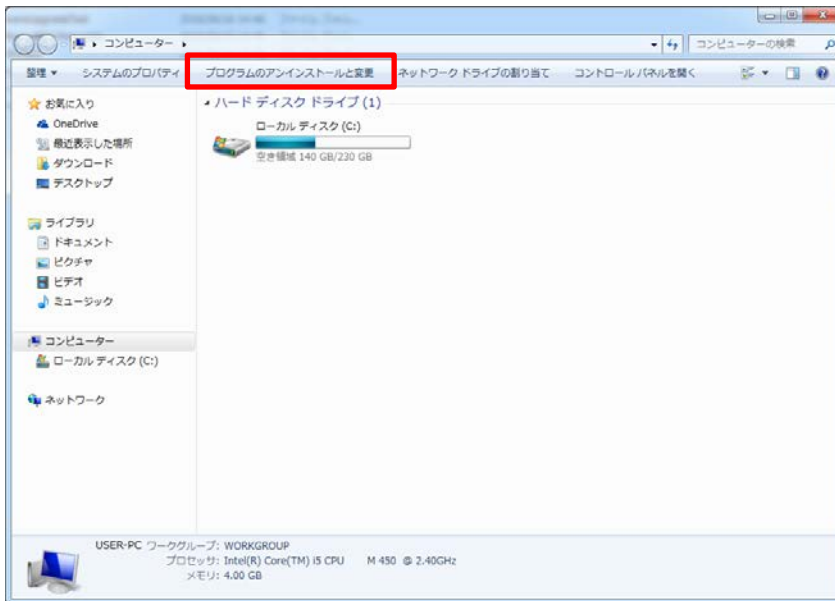 コンピューター
コンピューターの検索
整理 システムのプロパティ プログラムのアンインストールと変更 ネットワーク ドライブの割り当て コントロール パネルを開く
お気に入り
OneDrive
最近表示した場所
ダウンロード
デスクトップ
ライブラリ
ドキュメント
ピクチャ
ビデオ
ミュージック
コンピューター
ローカル ディスク (C:)
ネットワーク
ハード ディスク ドライブ (1)
ローカル ディスク (C:)
空き領域 140 GB/230 GB
USER-PC ワークグループ: WORKGROUP
プロセッサ: Intel(R) Core(TM) i5 CPU M 450 @ 2.40GHz
メモリ: 4.00 GB